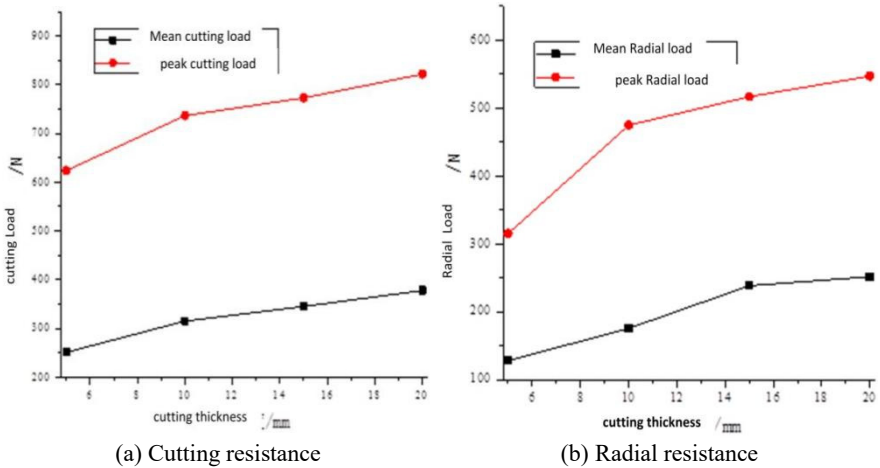 Mean cutting load
peak cutting load
900
800
700
600
500
400
300
200
cutting Load /N
6 8 10 12 14 16 18 20
cutting thickness /mm
(a) Cutting resistance
Mean Radial load
peak Radial load
600
500
400
300
200
100
Radial Load /N
6 8 10 12 14 16 18 20
cutting thickness /mm
(b) Radial resistance